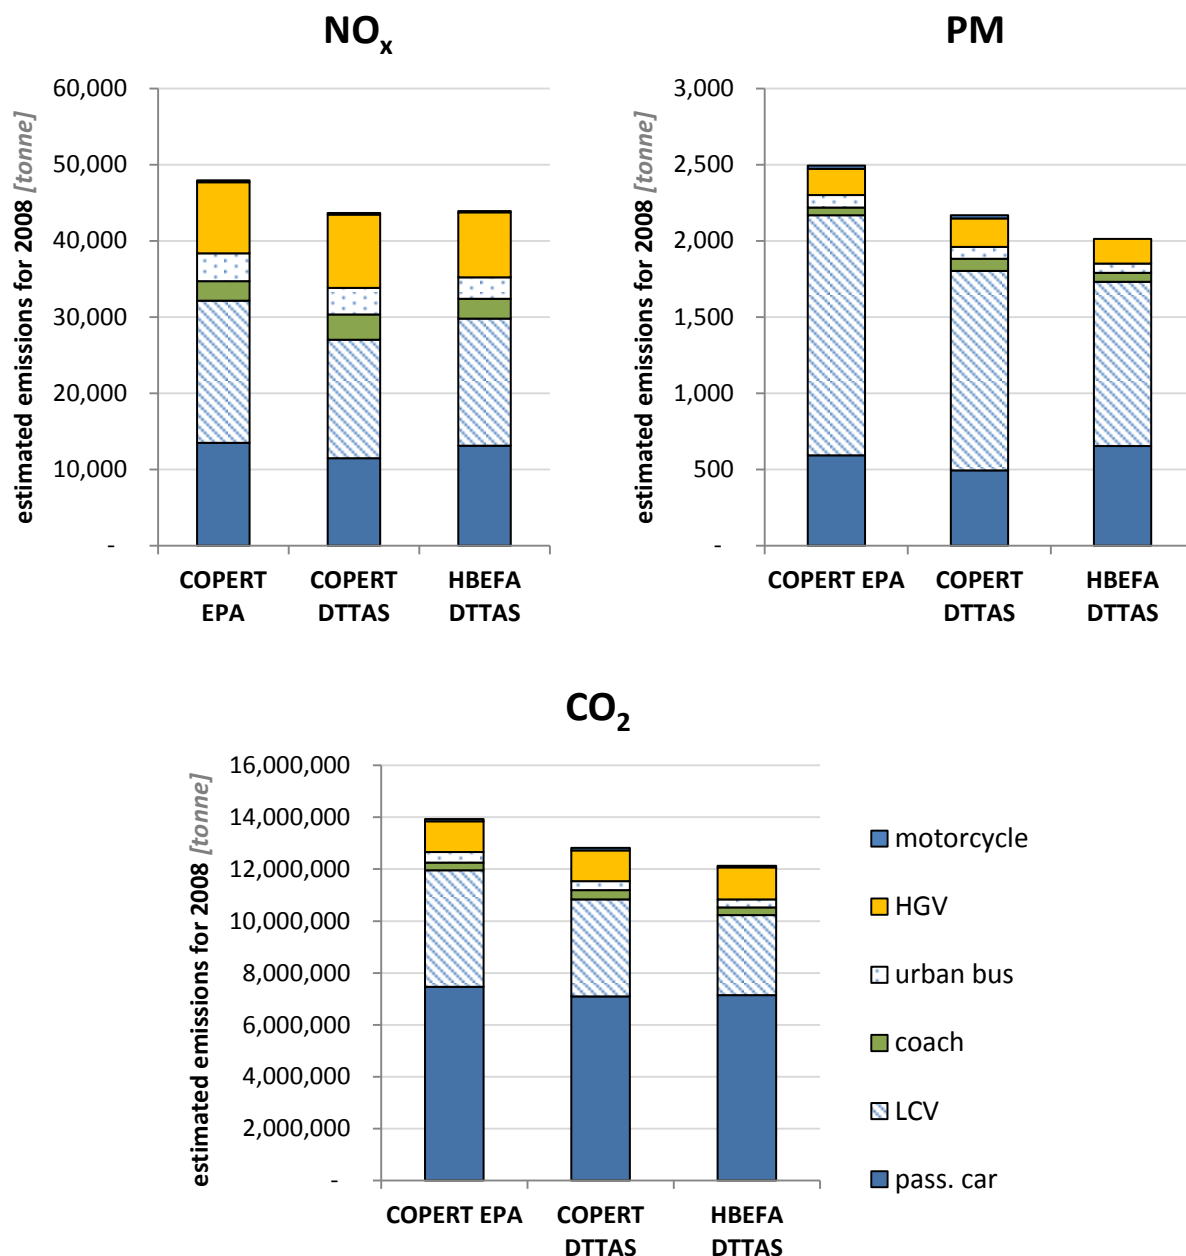 NOx
estimated emissions for 2008 [tonne]
60,000
50,000
40,000
30,000
20,000
10,000
-
COPERT EPA
COPERT DTTAS
HBEFA DTTAS
PM
estimated emissions for 2008 [tonne]
3,000
2,500
2,000
1,500
1,000
500
-
COPERT EPA
COPERT DTTAS
HBEFA DTTAS
CO2
estimated emissions for 2008 [tonne]
16,000,000
14,000,000
12,000,000
10,000,000
8,000,000
6,000,000
4,000,000
2,000,000
-
COPERT EPA
COPERT DTTAS
HBEFA DTTAS
motorcycle
HGV
urban bus
coach
LCV
pass. car